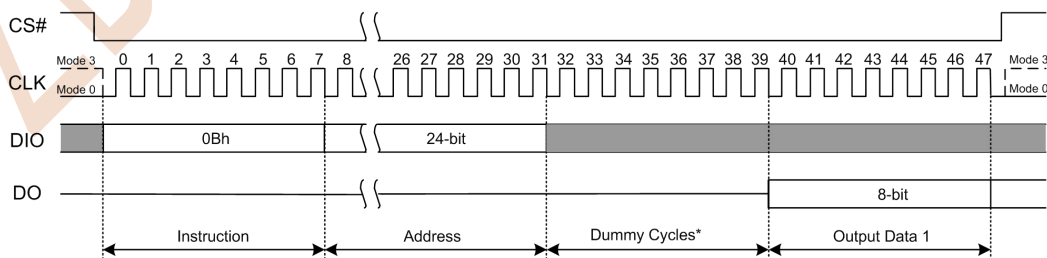 CS#
Mode 3 0 1 2 3 4 5 6 7 8 26 27 28 29 30 31 32 33 34 35 36 37 38 39 40 41 42 43 44 45 46 47 Mode 3
CLK
Mode 0 Mode 0
DIO 0Bh 24-bit
DO 8-bit
Instruction Address Dummy Cycles* Output Data 1